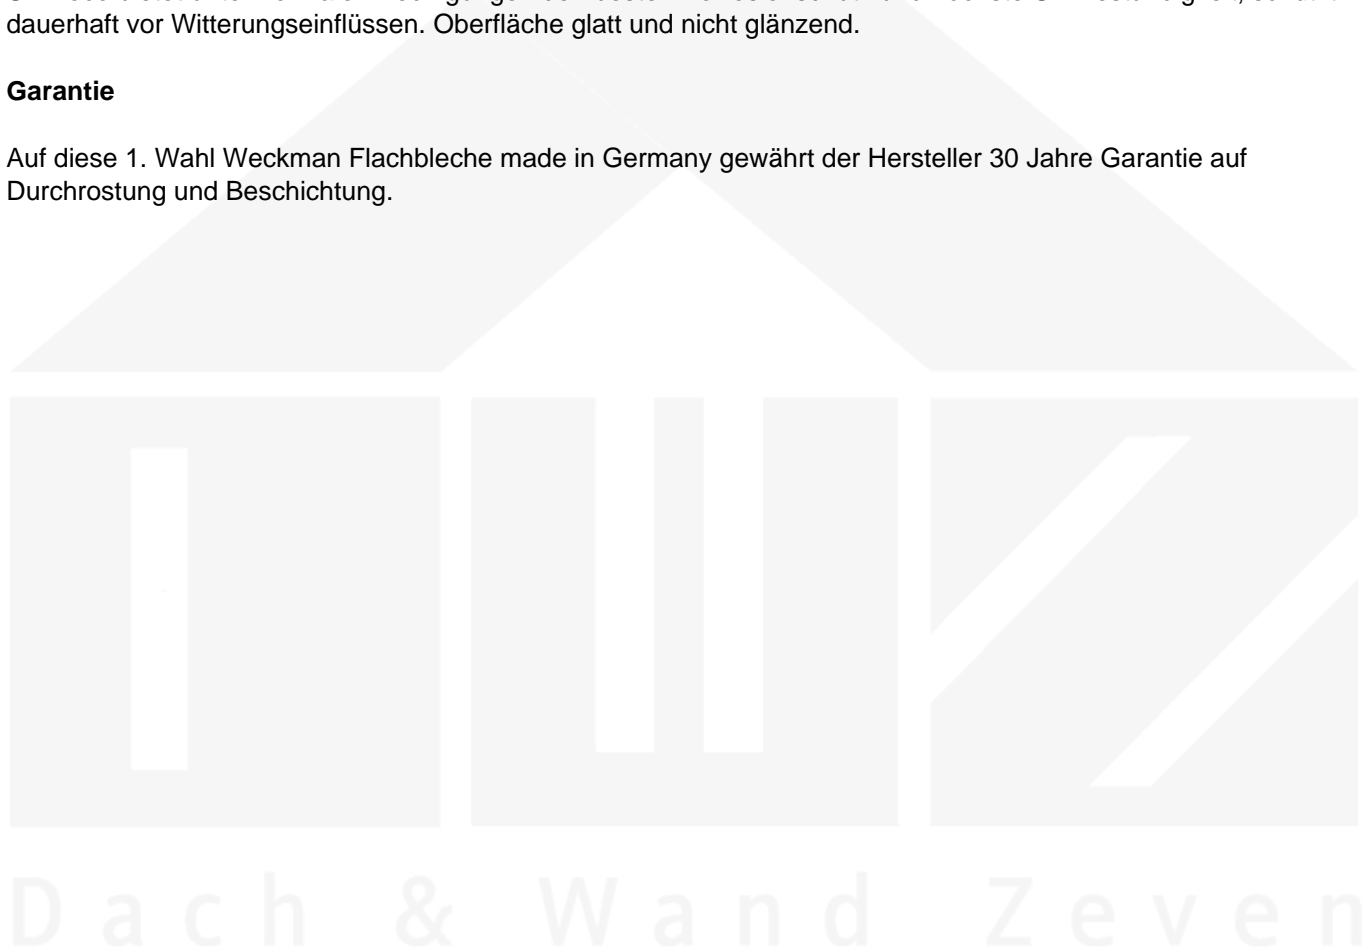 dauerhaft vor Witterungseinflüssen. Oberfläche glatt und nicht glänzend.
Garantie
Auf diese 1. Wahl Weckman Flachbleche made in Germany gewährt der Hersteller 30 Jahre Garantie auf
Durchrostung und Beschichtung.
Dach & Wand Zeven